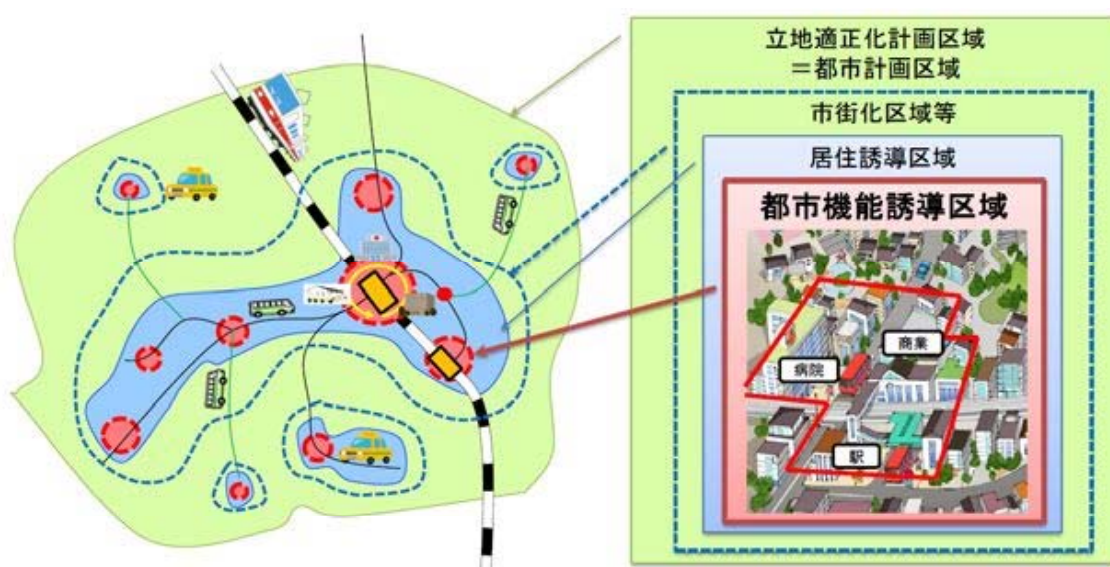 立地適正化計画区域
＝都市計画区域
市街化区域等
居住誘導区域
都市機能誘導区域
商業
病院
駅